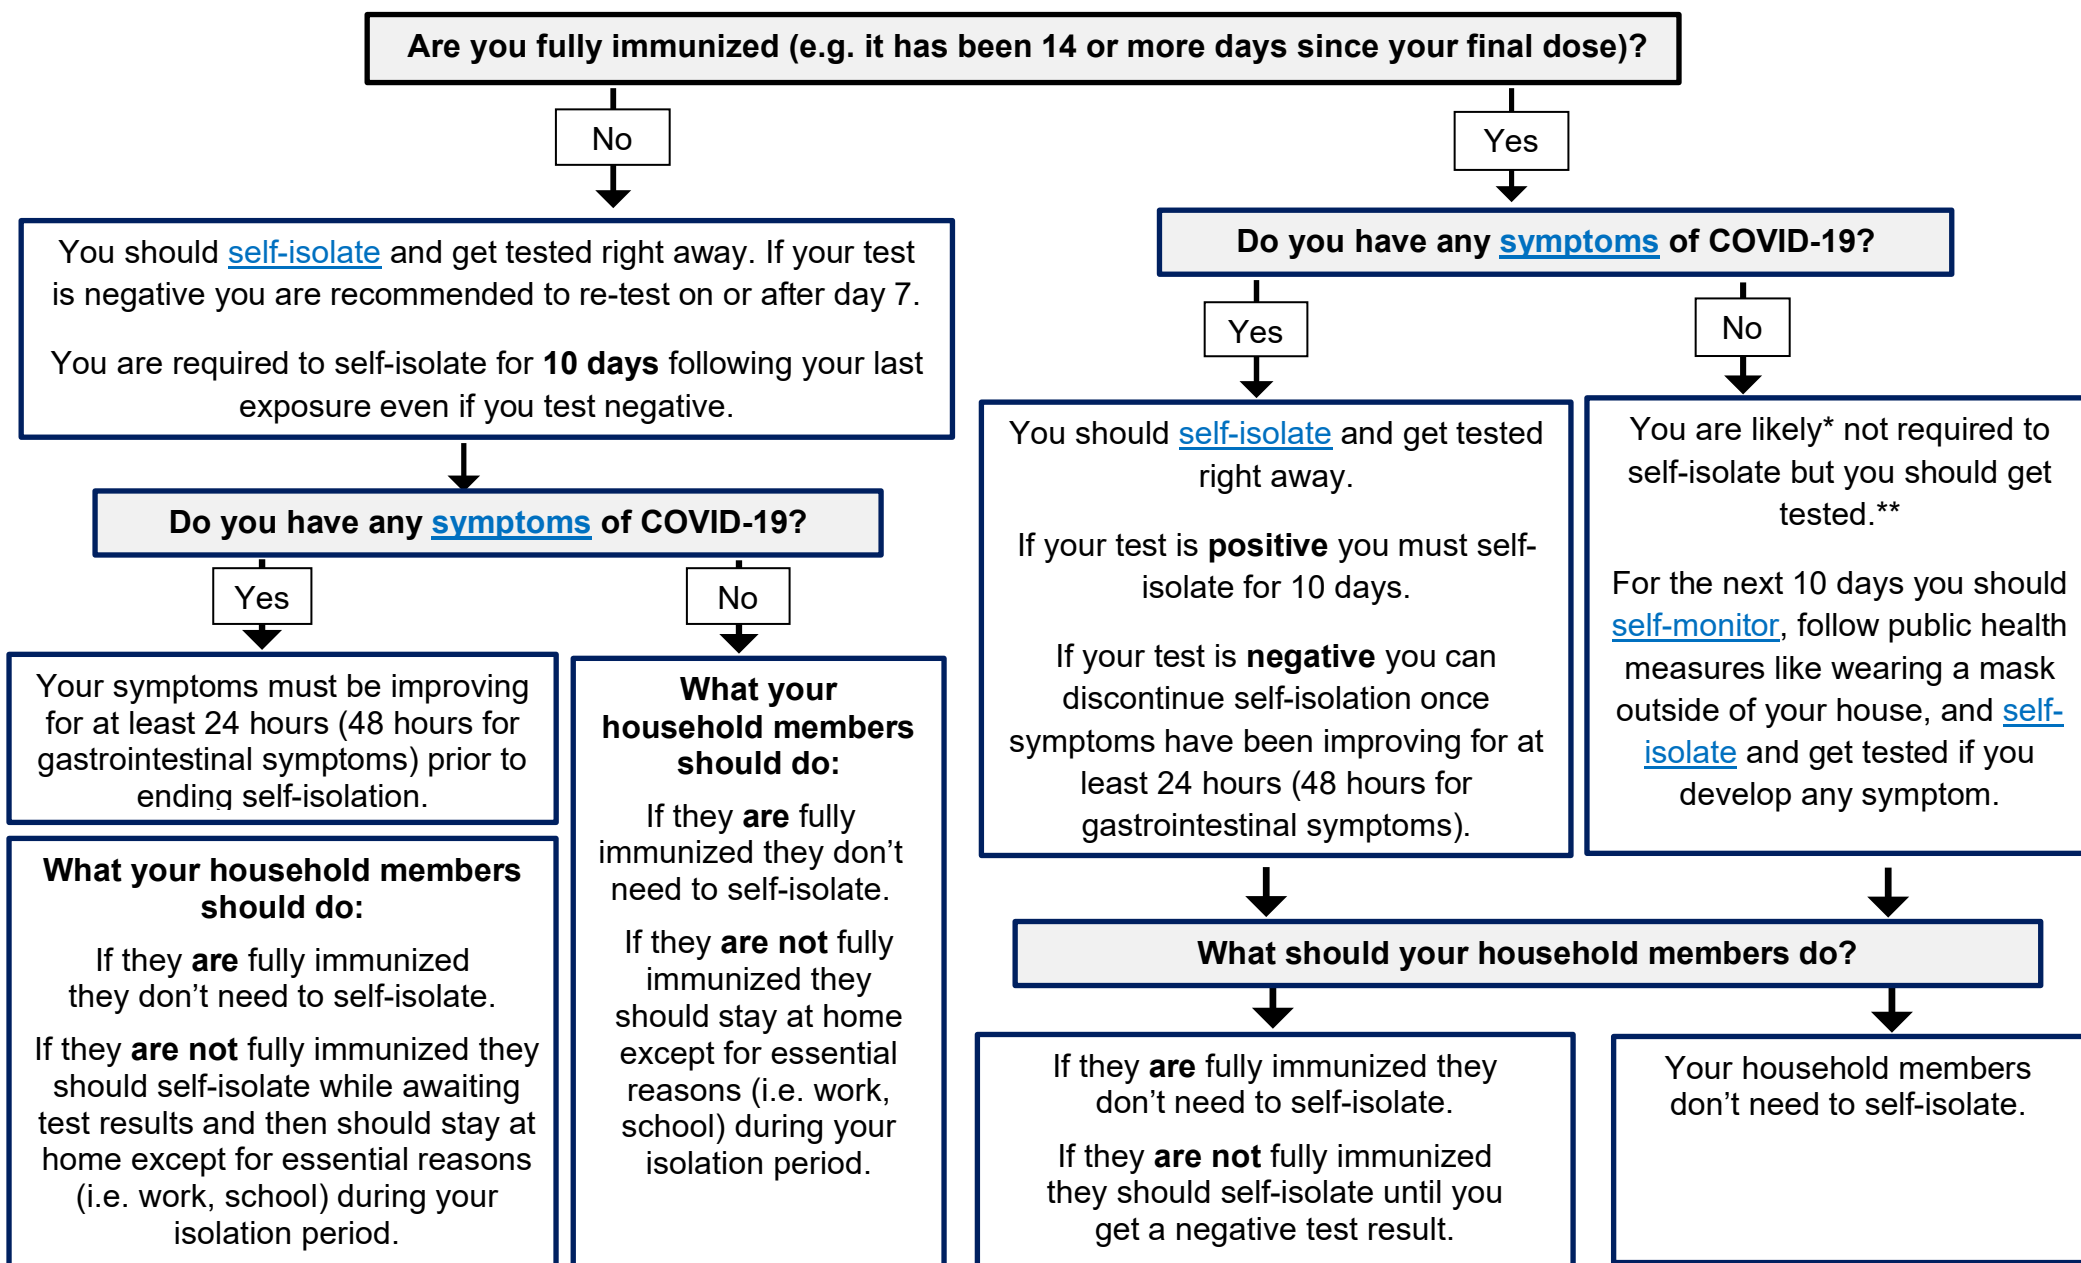 Are you fully immunized (e.g. it has been 14 or more days since your final dose)?
No
You should self-isolate and get tested right away. If your test
is negative you are recommended to re-test on or after day 7.
You are required to self-isolate for 10 days following your last
exposure even if you test negative.
Do you have any symptoms of COVID-19?
Yes
Your symptoms must be improving
for at least 24 hours (48 hours for
gastrointestinal symptoms) prior to
ending self-isolation.
What your household members
should do:
If they are fully immunized
they don’t need to self-isolate.
If they are not fully immunized they
should self-isolate while awaiting
test results and then should stay at
home except for essential reasons
(i.e. work, school) during your
isolation period.
No
What your
household members
should do:
If they are fully
immunized they don’t
need to self-isolate.
If they are not fully
immunized they
should stay at home
except for essential
reasons (i.e. work,
school) during your
isolation period.
Yes
Do you have any symptoms of COVID-19?
Yes
You should self-isolate and get tested
right away.
If your test is positive you must self-
isolate for 10 days.
If your test is negative you can
discontinue self-isolation once
symptoms have been improving for at
least 24 hours (48 hours for
gastrointestinal symptoms).
No
You are likely* not required to
self-isolate but you should get
tested.**
For the next 10 days you should
self-monitor, follow public health
measures like wearing a mask
outside of your house, and self-
isolate and get tested if you
develop any symptom.
What should your household members do?
If they are fully immunized they
don’t need to self-isolate.
If they are not fully immunized
they should self-isolate until you
get a negative test result.
Your household members
don’t need to self-isolate.